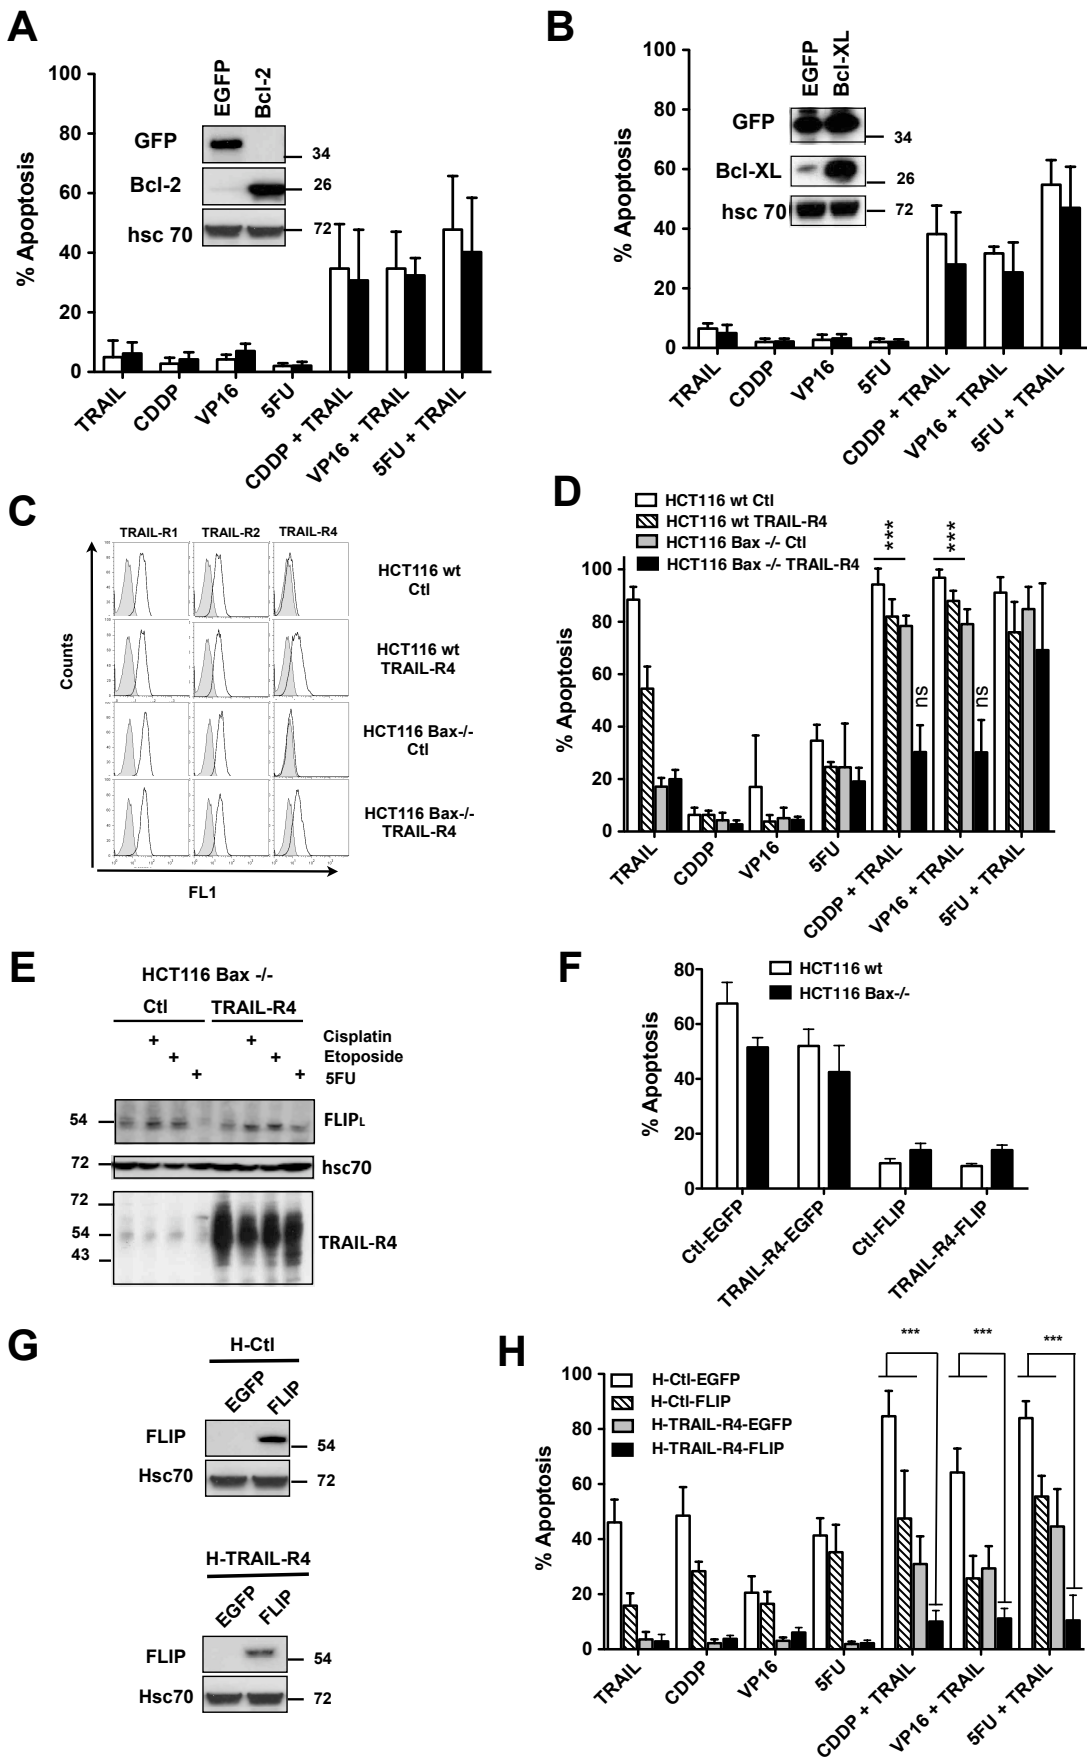 A
100
80
60
40
20
0
% Apoptosis
EGFP
Bcl-2
GFP
34
Bcl-2
26
hsc 70
72
TRAIL
CDDP
VP16
5FU
CDDP + TRAIL
VP16 + TRAIL
5FU + TRAIL
B
100
80
60
40
20
0
% Apoptosis
EGFP
Bcl-XL
GFP
34
Bcl-XL
26
hsc 70
72
TRAIL
CDDP
VP16
5FU
CDDP + TRAIL
VP16 + TRAIL
5FU + TRAIL
C
TRAIL-R1 TRAIL-R2 TRAIL-R4
HCT116 wt
Ctl
HCT116 wt
TRAIL-R4
HCT116 Bax-/-
Ctl
HCT116 Bax-/-
TRAIL-R4
Counts
FL1
D
HCT116 wt Ctl
HCT116 wt TRAIL-R4
HCT116 Bax -/- Ctl
HCT116 Bax -/- TRAIL-R4
100
80
60
40
20
0
% Apoptosis
***
ns
***
ns
TRAIL
CDDP
VP16
5FU
CDDP + TRAIL
VP16 + TRAIL
5FU + TRAIL
E
HCT116 Bax -/-
Ctl TRAIL-R4
+ + Cisplatin
+ + Etoposide
+ + 5FU
54 FLIPL
72 hsc70
72
54
43
TRAIL-R4
F
80
60
40
20
0
% Apoptosis
HCT116 wt
HCT116 Bax-/-
Ctl-EGFP
TRAIL-R4-EGFP
Ctl-FLIP
TRAIL-R4-FLIP
G
H-Ctl
EGFP
FLIP
FLIP
54
Hsc70
72
H-TRAIL-R4
EGFP
FLIP
FLIP
54
Hsc70
72
H
100
80
60
40
20
0
% Apoptosis
H-Ctl-EGFP
H-Ctl-FLIP
H-TRAIL-R4-EGFP
H-TRAIL-R4-FLIP
***
***
***
TRAIL
CDDP
VP16
5FU
CDDP + TRAIL
VP16 + TRAIL
5FU + TRAIL